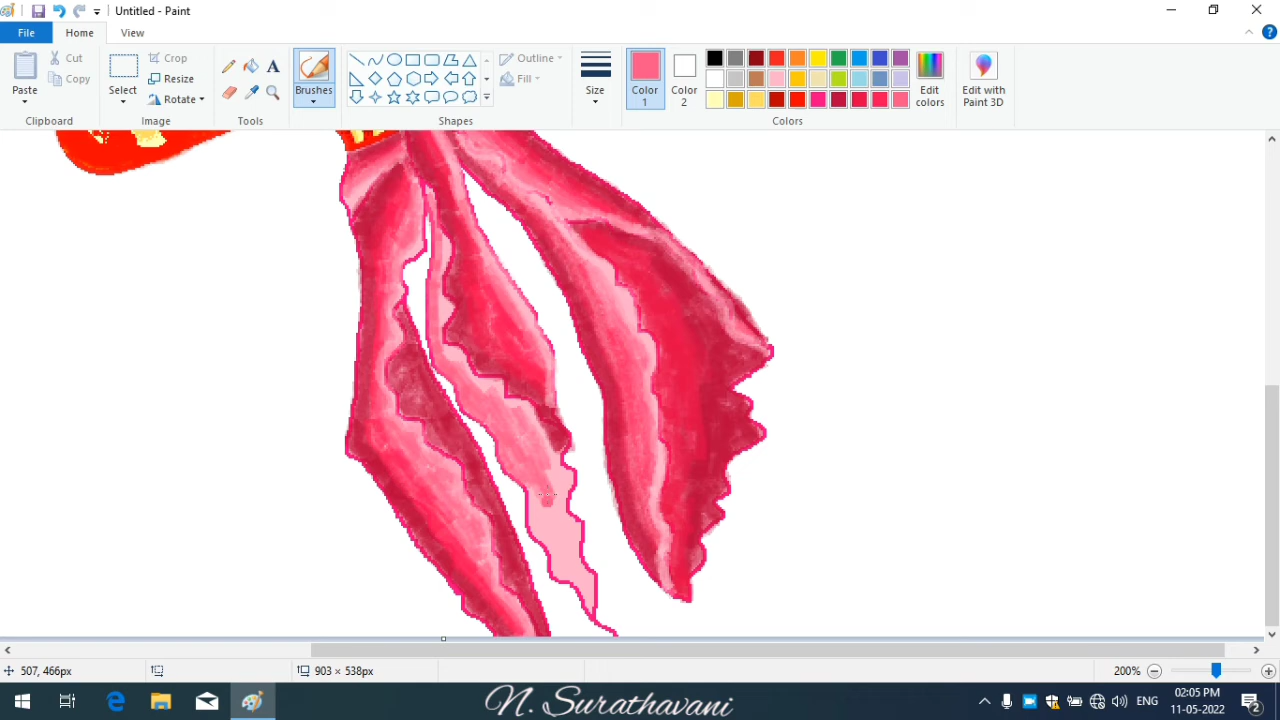 Untitled - Paint
File Home View
Paste
Cut
Copy
Clipboard
Select
Crop
Resize
Rotate
Image
A
Tools
Brushes
Shapes
Outline
Fill
Size
Color 1
Color 2
Edit colors
Edit with Paint 3D
Colors
507, 466px
903 × 538px
200%
N. Surathavani
ENG
02:05 PM
11-05-2022
2